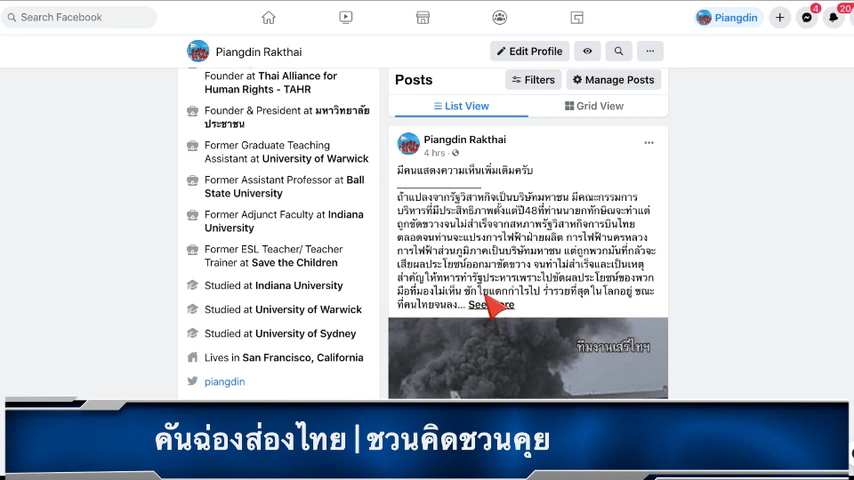 Search Facebook
Piangdin
4
20
Piangdin Rakthai
Edit Profile
Founder at Thai Alliance for
Human Rights - TAHR
Founder & President at มหาวิทยาลัย
ประชาชน
Former Graduate Teaching
Assistant at University of Warwick
Former Assistant Professor at Ball
State University
Former Adjunct Faculty at Indiana
University
Former ESL Teacher/ Teacher
Trainer at Save the Children
Studied at Indiana University
Studied at University of Warwick
Studied at University of Sydney
Lives in San Francisco, California
piangdin
Posts
Filters
Manage Posts
List View
Grid View
Piangdin Rakthai
4 hrs
มีคนแสดงความเห็นเพิ่มเติมครับ
ถ้าแปลงจากรัฐวิสาหกิจเป็นบริษัทมหาชน มีคณะกรรมการ
บริหารที่มีประสิทธิภาพตั้งแต่ปี48ที่ท่านนายกทักษิณจะทำแต่
ถูกขัดขวางจนไม่สำเร็จจากสหภาพรัฐวิสาหกิจการบินไทย
ตลอดจนท่านจะแปรงการไฟฟ้าฝ่ายผลิต การไฟฟ้านครหลวง
การไฟฟ้าส่วนภูมิภาคเป็นบริษัทมหาชน แต่ถูกพวกมันที่กลัวจะ
เสียผลประโยชน์ออกมาขัดขวาง จนทำไม่สำเร็จและเป็นเหตุ
สำคัญให้ทหารทำรัฐประหารเพราะไปขัดผลประโยชน์ของพวก
มือที่มองไม่เห็น ชักใยแดกกำไรไป ร่ำรวยที่สุดในโลกอยู่ ขณะ
ที่คนไทยจนลง... See More
ทีมงานเสรีไทยฯ
คันฉ่องส่องไทย | ชวนคิดชวนคุย